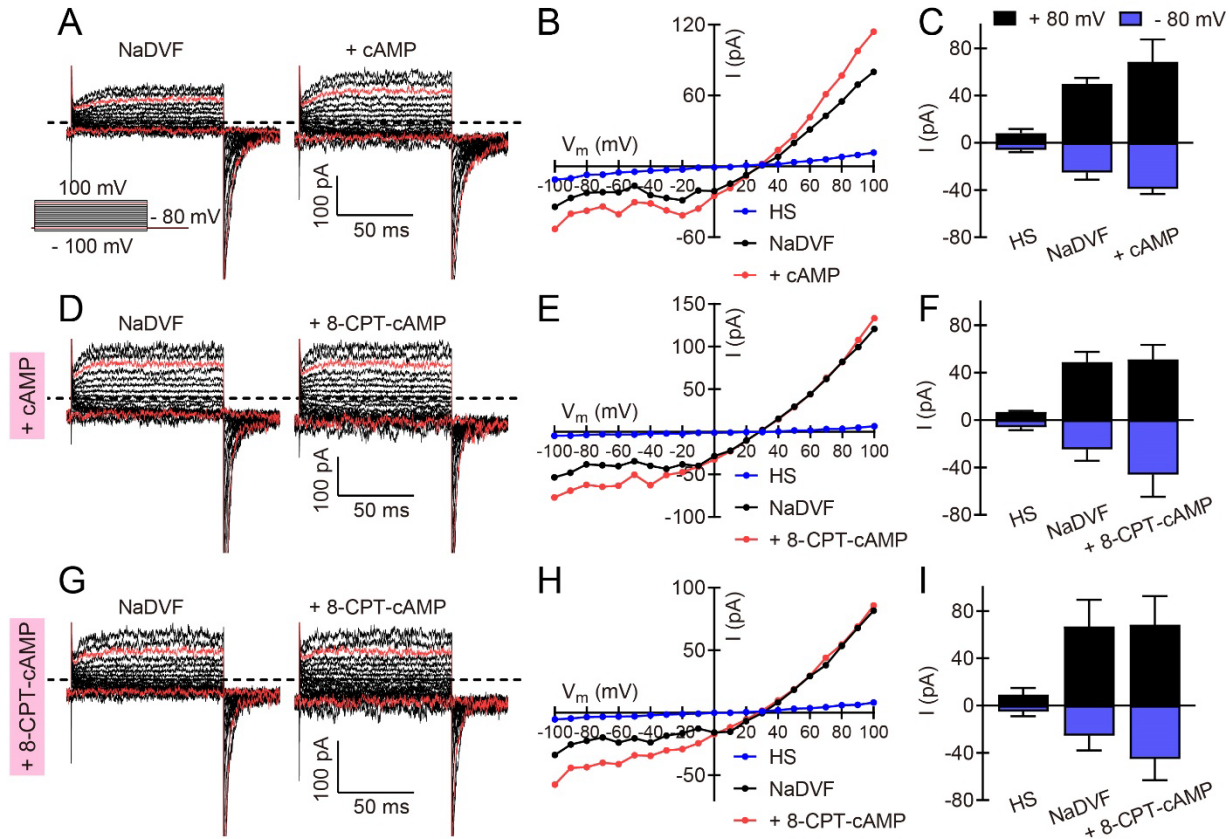 A
NaDVF
+ cAMP
100 mV
- 80 mV
- 100 mV
100 pA
50 ms
B
I (pA)
120
60
-60
Vm (mV)
-100 -80 -60 -40 -20 20 40 60 80 100
HS
NaDVF
+ cAMP
C
+ 80 mV
- 80 mV
I (pA)
80
40
0
-40
-80
HS
NaDVF
+ cAMP
+ cAMP
D
NaDVF
+ 8-CPT-cAMP
100 pA
50 ms
E
I (pA)
150
100
50
-50
-100
Vm (mV)
-100 -80 -60 -40 -20 20 40 60 80 100
HS
NaDVF
+ 8-CPT-cAMP
F
I (pA)
80
40
0
-40
-80
HS
NaDVF
+ 8-CPT-cAMP
+ 8-CPT-cAMP
G
NaDVF
+ 8-CPT-cAMP
100 pA
50 ms
H
I (pA)
100
50
-50
Vm (mV)
-100 -80 -60 -40 -20 20 40 60 80 100
HS
NaDVF
+ 8-CPT-cAMP
I
I (pA)
80
40
0
-40
-80
HS
NaDVF
+ 8-CPT-cAMP